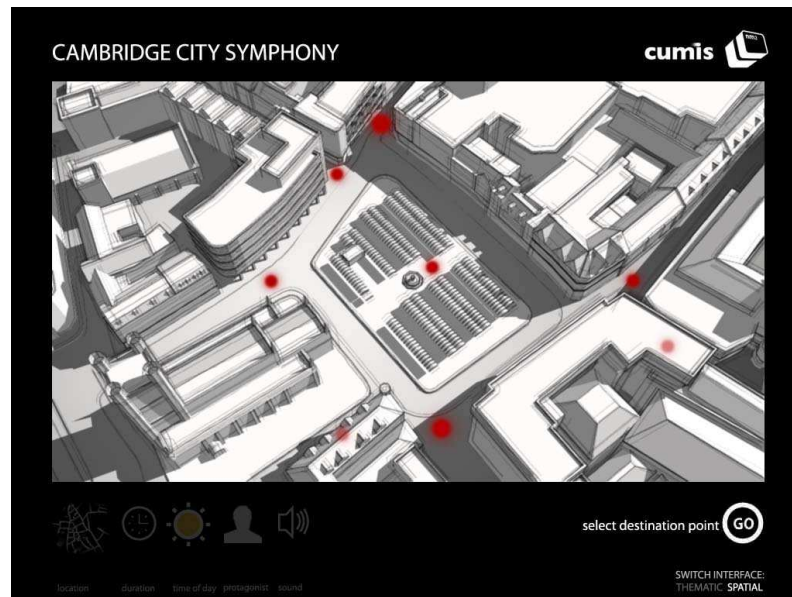 CAMBRIDGE CITY SYMPHONY
cumis
select destination point GO
location duration time of day protagonist sound
SWITCH INTERFACE:
THEMATIC SPATIAL